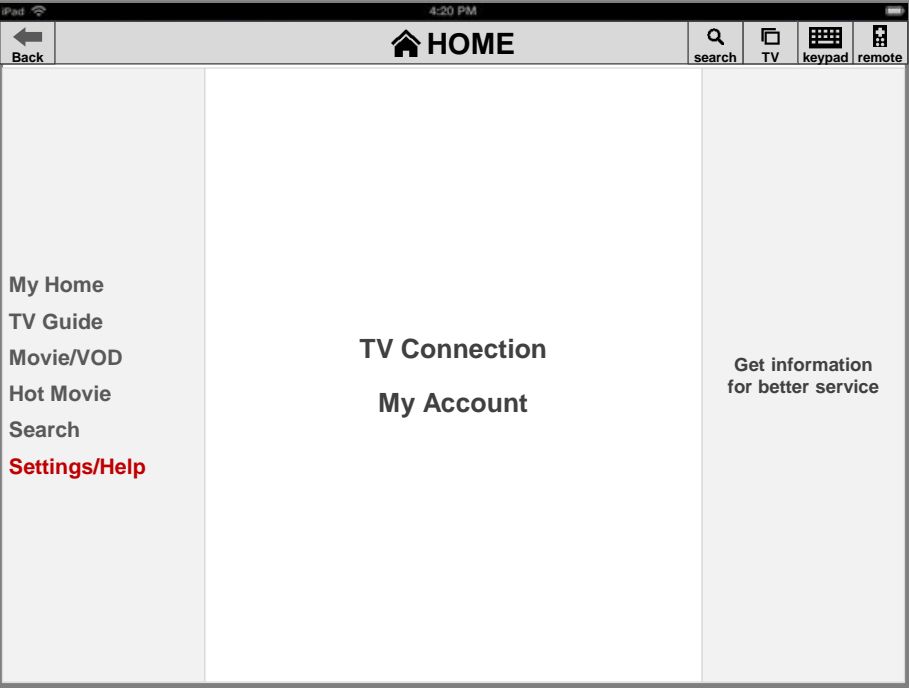 iPad
4:20 PM
Back
HOME
search
TV
keypad
remote
My Home
TV Guide
Movie/VOD
Hot Movie
Search
Settings/Help
TV Connection
My Account
Get information
for better service